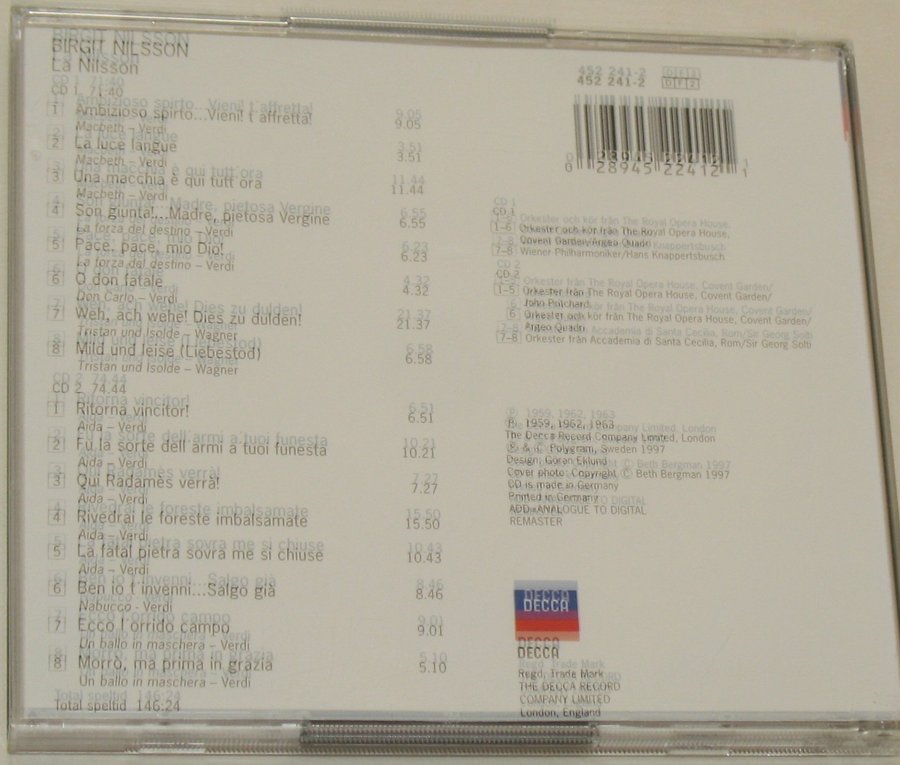 BIRGIT NILSSON
La Nilsson
CD 1 71:40
1 Ambizioso spirto...Vieni! t'affretta! 9.05
Macbeth – Verdi
2 La luce langue 3.51
Macbeth – Verdi
3 Una macchia è qui tutt'ora 11.44
Macbeth – Verdi
4 Son giunta!...Madre, pietosa Vergine 6.55
La forza del destino – Verdi
5 Pace, pace, mio Dio! 6.23
La forza del destino – Verdi
6 O don fatale 4.32
Don Carlo – Verdi
7 Weh, ach wehe! Dies zu dulden! 21.37
Tristan und Isolde – Wagner
8 Mild und leise (Liebestod) 6.58
Tristan und Isolde – Wagner
CD 2 74.44
1 Ritorna vincitor! 6.51
Aida – Verdi
2 Fù la sorte dell'armi a'tuoi funesta 10.21
Aida – Verdi
3 Qui Radamès verrà! 7.27
Aida – Verdi
4 Rivedrai le foreste imbalsamate 15.50
Aida – Verdi
5 La fatal pietra sovra me si chiuse 10.43
Aida – Verdi
6 Ben io t'invenni...Salgo già 8.46
Nabucco - Verdi
7 Ecco l'orrido campo 9.01
Un ballo in maschera – Verdi
8 Morrò, ma prima in grazia 5.10
Un ballo in maschera – Verdi
Total speltid 146:24
452 241-2 DF2
0 28945 22412 1
CD 1
1–6 Orkester och kör från The Royal Opera House,
Covent Garden/Argeo Quadri
7–8 Wiener Philharmoniker/Hans Knappertsbusch
CD 2
1–5 Orkester från The Royal Opera House, Covent Garden/
John Pritchard
6 Orkester och kör från The Royal Opera House, Covent Garden/
Argeo Quadri
7–8 Orkester från Accademia di Santa Cecilia, Rom/Sir Georg Solti
℗ 1959, 1962, 1963
The Decca Record Company Limited, London
℗ & © Polygram, Sweden 1997
Design: Göran Eklund
Cover photo: Copyright © Beth Bergman 1997
CD is made in Germany
Printed in Germany
ADD=ANALOGUE TO DIGITAL
REMASTER
DECCA
DECCA
Regd. Trade Mark
THE DECCA RECORD
COMPANY LIMITED
London, England